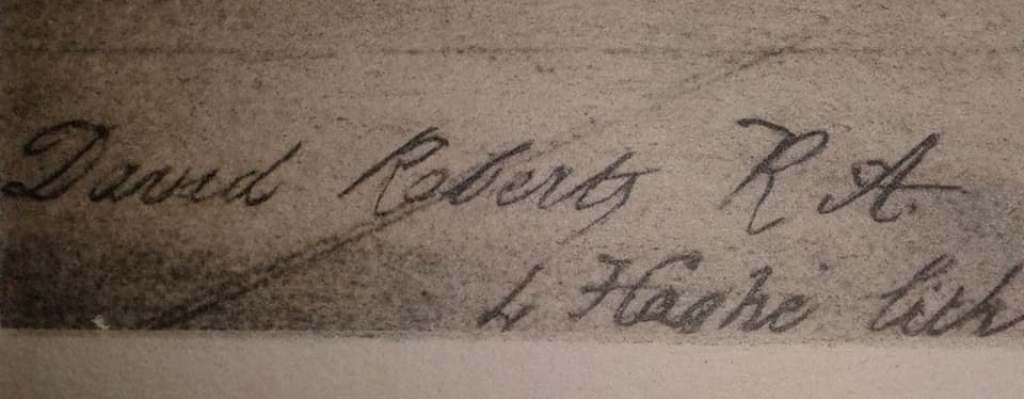 David Roberts R. A.
L Haghe lith